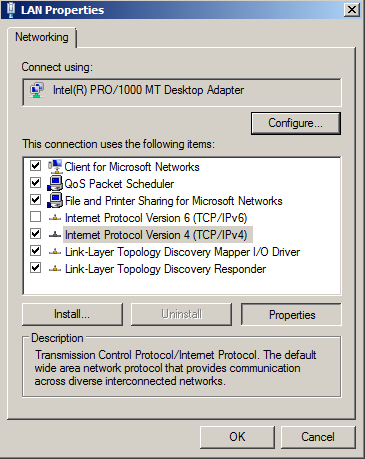 LAN Properties
Networking
Connect using:
Intel(R) PRO/1000 MT Desktop Adapter
Configure...
This connection uses the following items:
Client for Microsoft Networks
QoS Packet Scheduler
File and Printer Sharing for Microsoft Networks
Internet Protocol Version 6 (TCP/IPv6)
Internet Protocol Version 4 (TCP/IPv4)
Link-Layer Topology Discovery Mapper I/O Driver
Link-Layer Topology Discovery Responder
Install... Uninstall Properties
Description
Transmission Control Protocol/Internet Protocol. The default
wide area network protocol that provides communication
across diverse interconnected networks.
OK Cancel